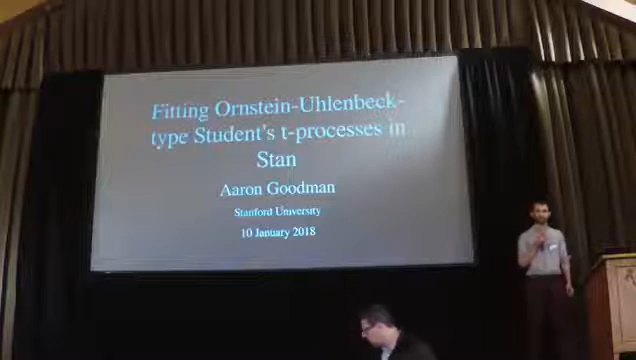 Fitting Ornstein-Uhlenbeck-
type Student's t-processes in
Stan
Aaron Goodman
Stanford University
10 January 2018